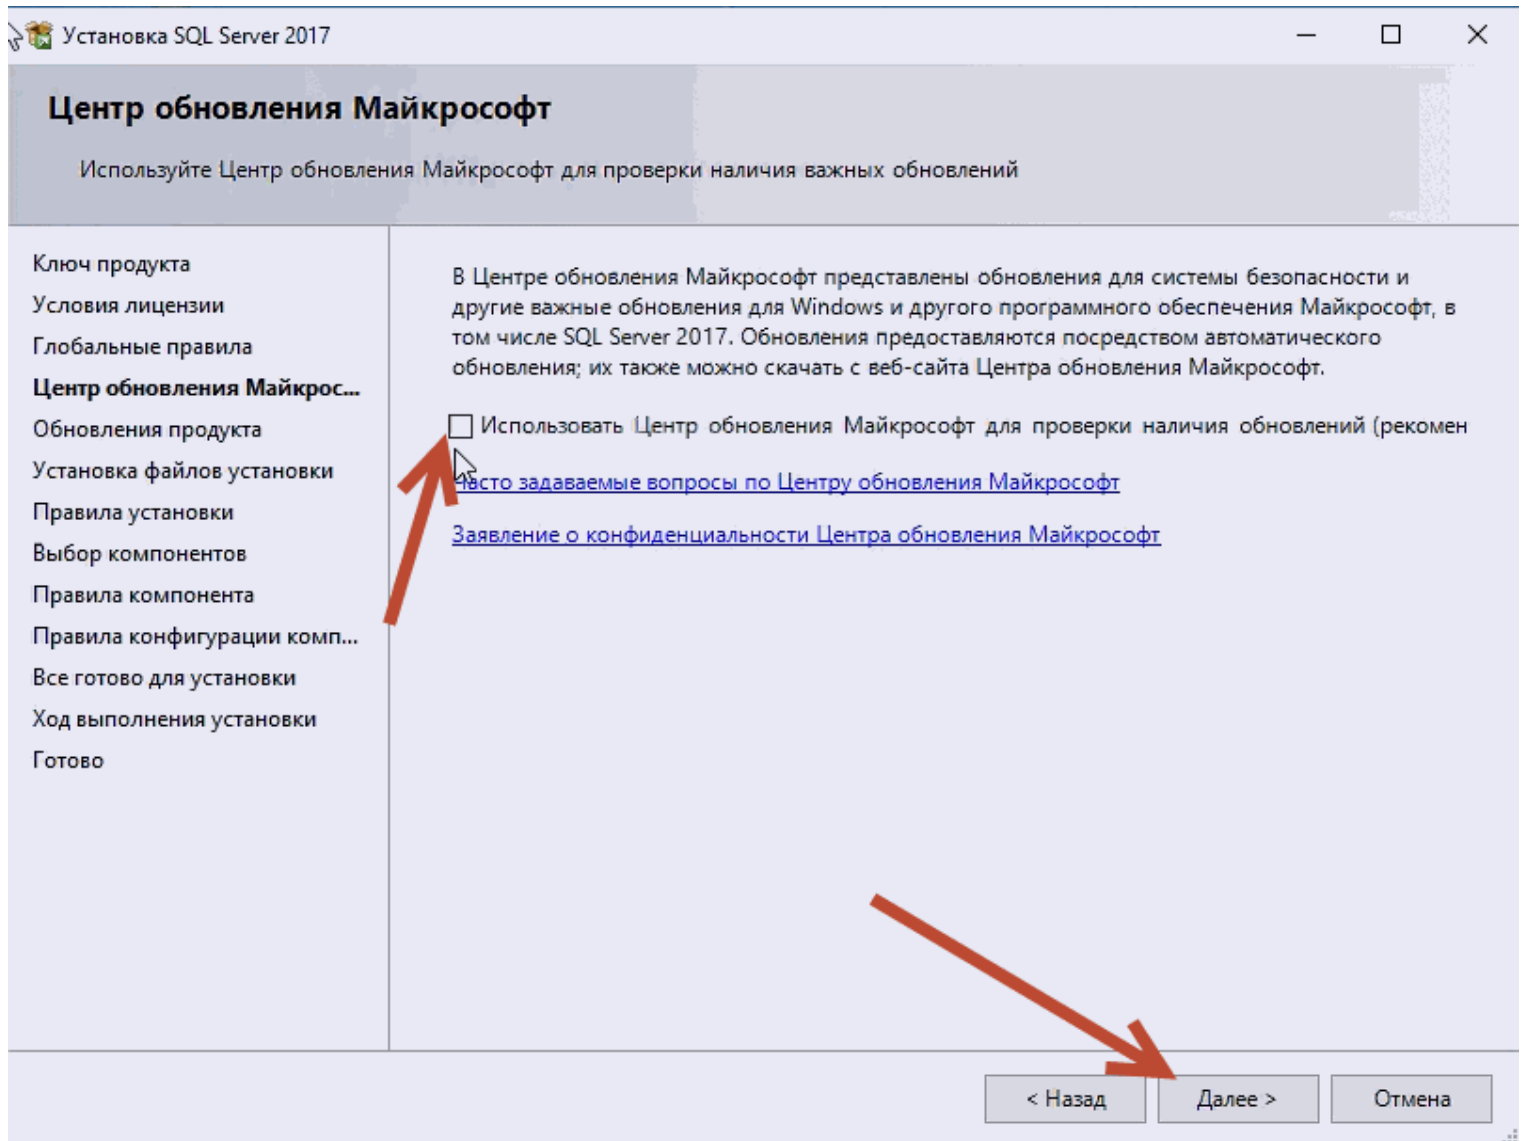 Установка SQL Server 2017
Центр обновления Майкрософт
Используйте Центр обновления Майкрософт для проверки наличия важных обновлений
Ключ продукта
Условия лицензии
Глобальные правила
Центр обновления Майкрос...
Обновления продукта
Установка файлов установки
Правила установки
Выбор компонентов
Правила компонента
Правила конфигурации комп...
Все готово для установки
Ход выполнения установки
Готово
В Центре обновления Майкрософт представлены обновления для системы безопасности и
другие важные обновления для Windows и другого программного обеспечения Майкрософт, в
том числе SQL Server 2017. Обновления предоставляются посредством автоматического
обновления; их также можно скачать с веб-сайта Центра обновления Майкрософт.
Использовать Центр обновления Майкрософт для проверки наличия обновлений (рекомен
Часто задаваемые вопросы по Центру обновления Майкрософт
Заявление о конфиденциальности Центра обновления Майкрософт
< Назад
Далее >
Отмена